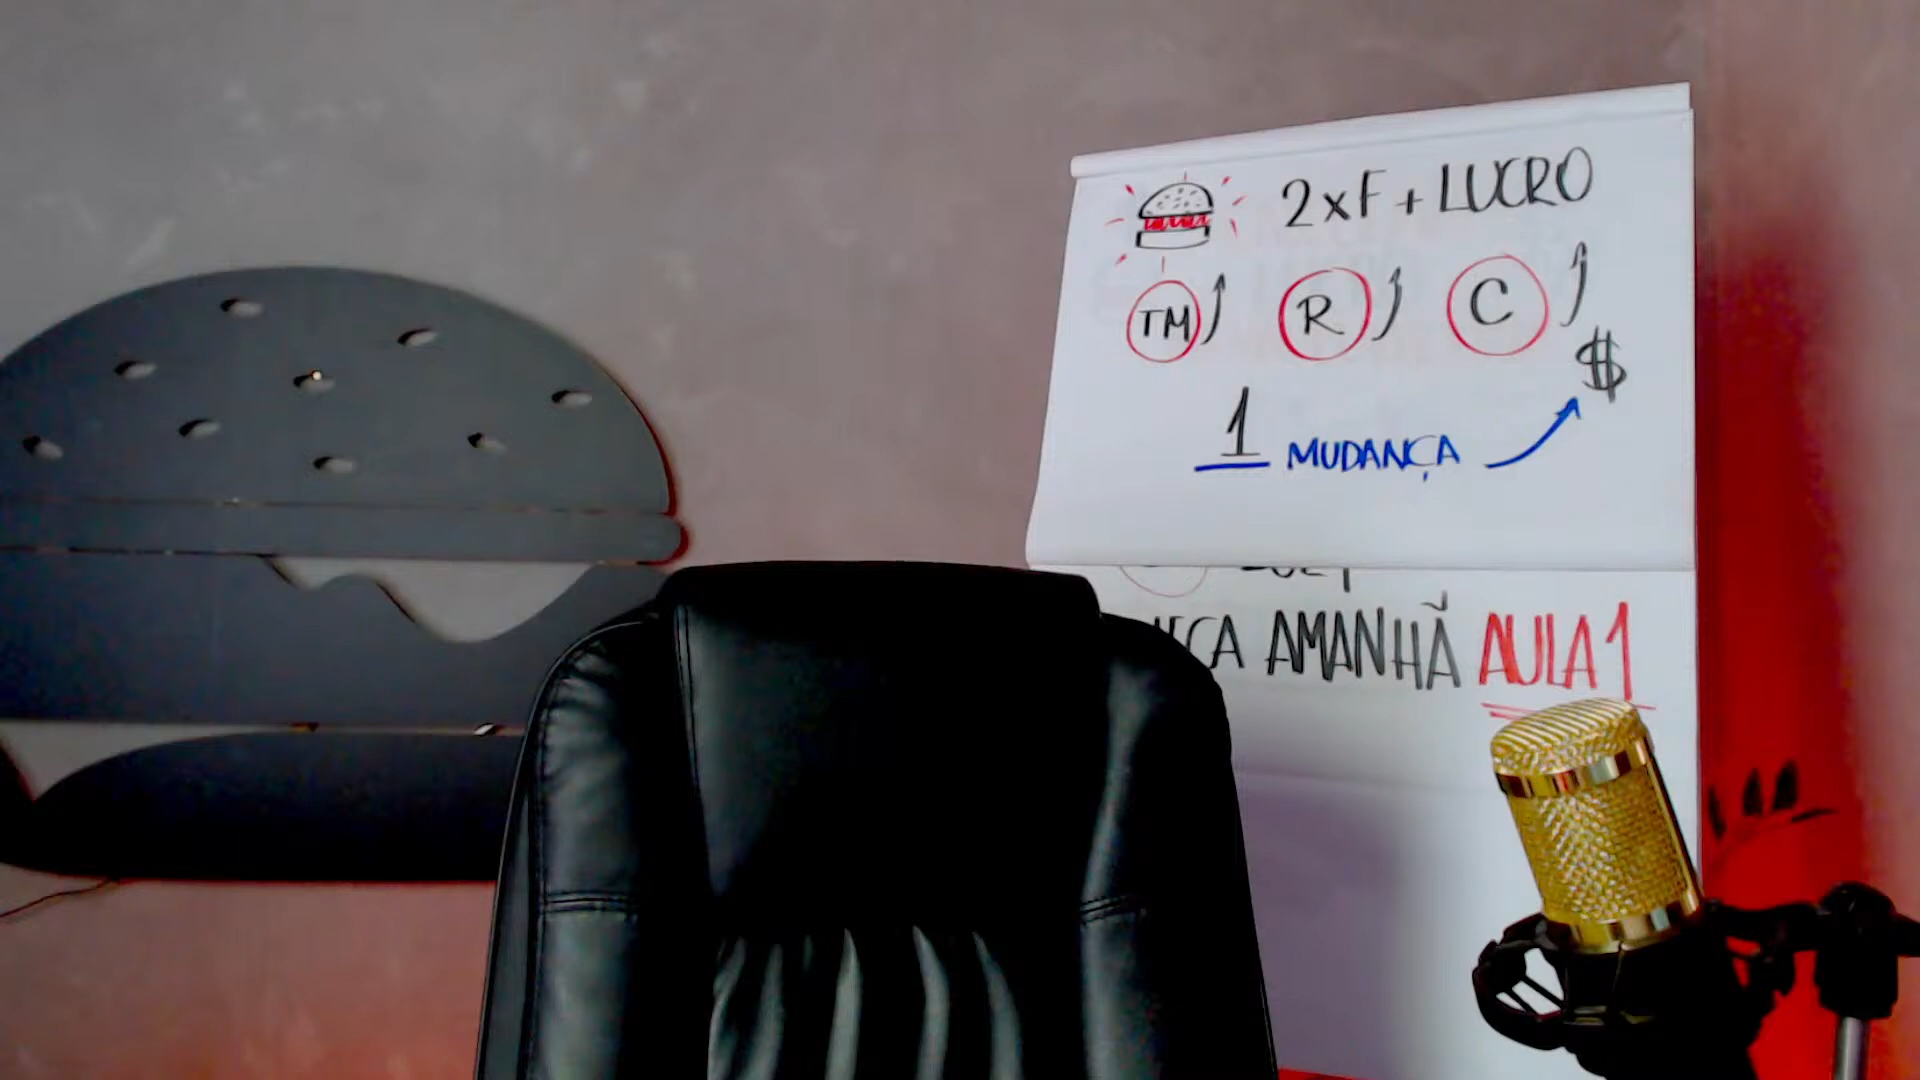 2xF + LUCRO
TM R C
$
1 MUDANÇA
AMANHÃ AULA 1